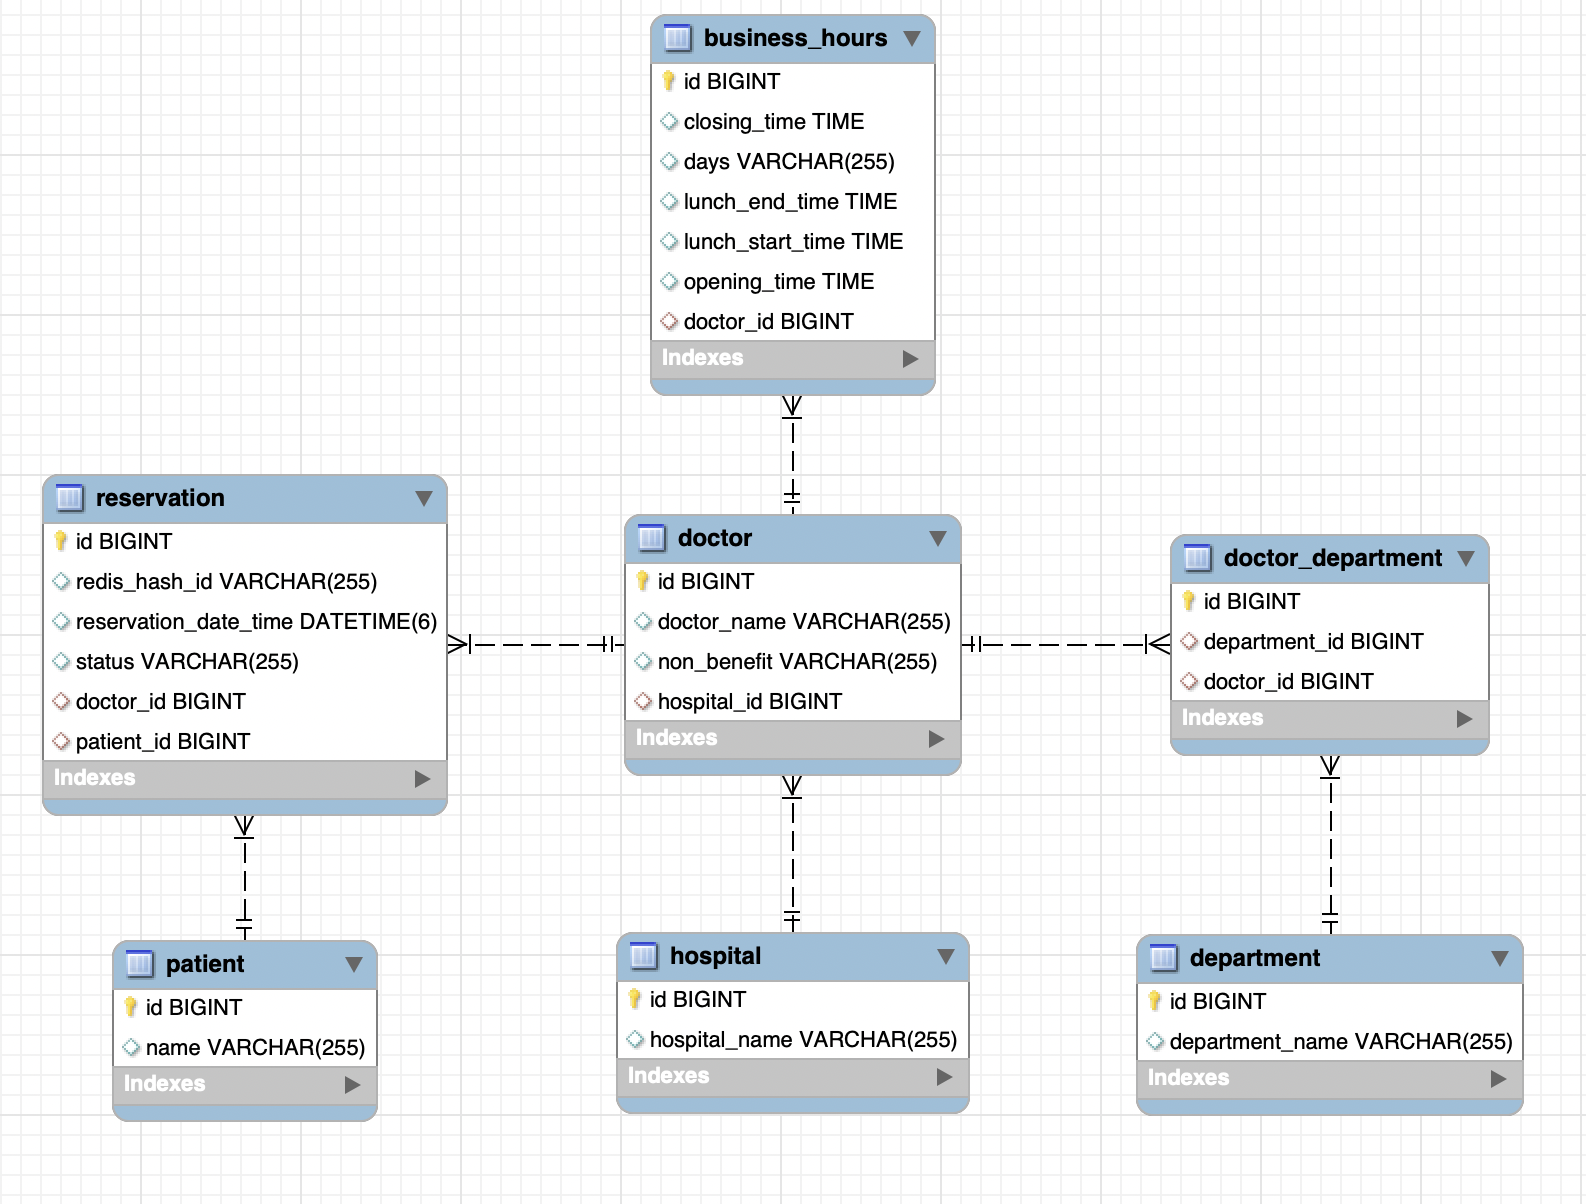 business_hours
id BIGINT
closing_time TIME
days VARCHAR(255)
lunch_end_time TIME
lunch_start_time TIME
opening_time TIME
doctor_id BIGINT
Indexes
reservation
id BIGINT
redis_hash_id VARCHAR(255)
reservation_date_time DATETIME(6)
status VARCHAR(255)
doctor_id BIGINT
patient_id BIGINT
Indexes
doctor
id BIGINT
doctor_name VARCHAR(255)
non_benefit VARCHAR(255)
hospital_id BIGINT
Indexes
doctor_department
id BIGINT
department_id BIGINT
doctor_id BIGINT
Indexes
patient
id BIGINT
name VARCHAR(255)
Indexes
hospital
id BIGINT
hospital_name VARCHAR(255)
Indexes
department
id BIGINT
department_name VARCHAR(255)
Indexes